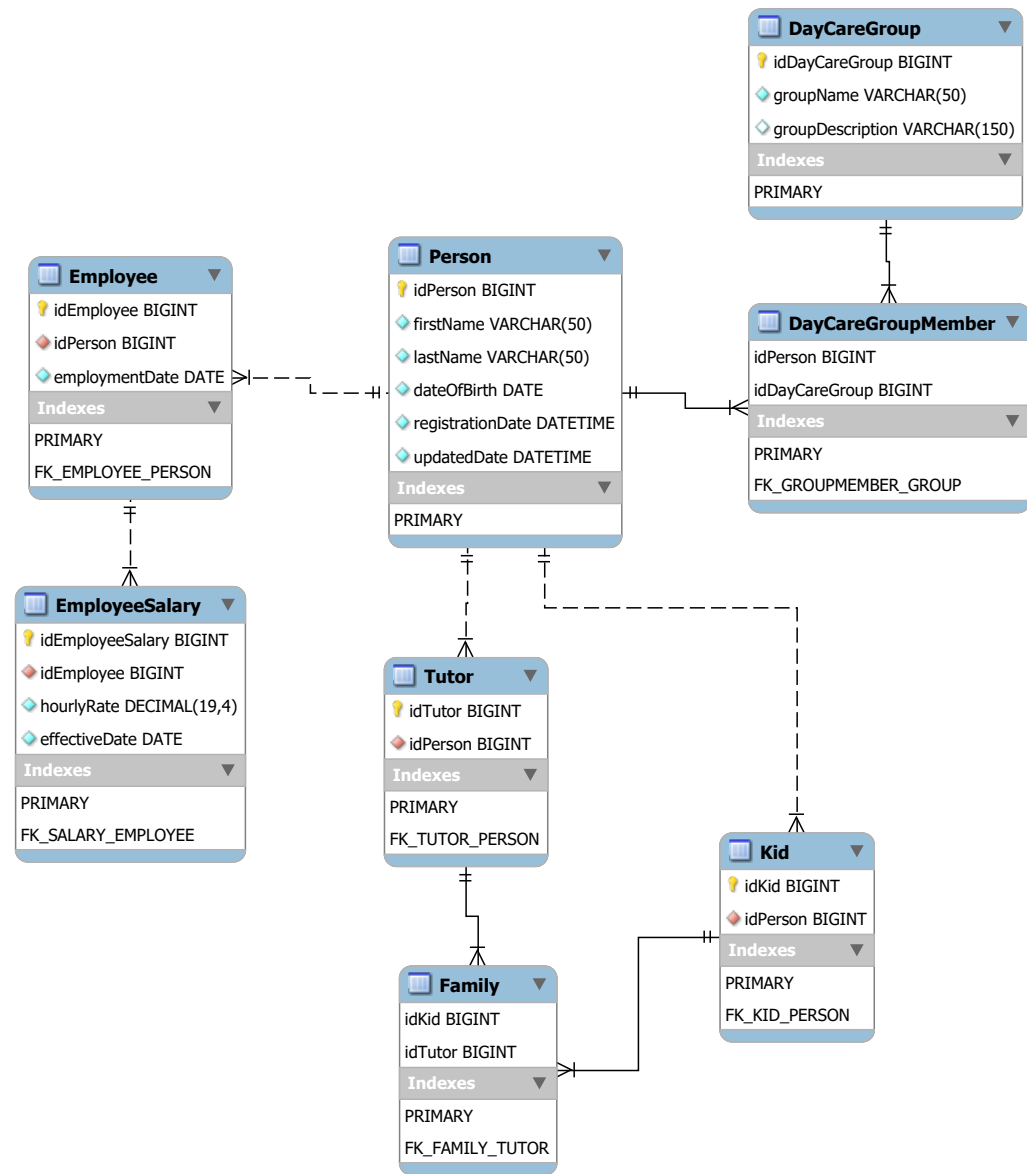 DayCareGroup
idDayCareGroup BIGINT
groupName VARCHAR(50)
groupDescription VARCHAR(150)
Indexes
PRIMARY
Employee
idEmployee BIGINT
idPerson BIGINT
employmentDate DATE
Indexes
PRIMARY
FK_EMPLOYEE_PERSON
Person
idPerson BIGINT
firstName VARCHAR(50)
lastName VARCHAR(50)
dateOfBirth DATE
registrationDate DATETIME
updatedDate DATETIME
Indexes
PRIMARY
DayCareGroupMember
idPerson BIGINT
idDayCareGroup BIGINT
Indexes
PRIMARY
FK_GROUPMEMBER_GROUP
EmployeeSalary
idEmployeeSalary BIGINT
idEmployee BIGINT
hourlyRate DECIMAL(19,4)
effectiveDate DATE
Indexes
PRIMARY
FK_SALARY_EMPLOYEE
Tutor
idTutor BIGINT
idPerson BIGINT
Indexes
PRIMARY
FK_TUTOR_PERSON
Kid
idKid BIGINT
idPerson BIGINT
Indexes
PRIMARY
FK_KID_PERSON
Family
idKid BIGINT
idTutor BIGINT
Indexes
PRIMARY
FK_FAMILY_TUTOR